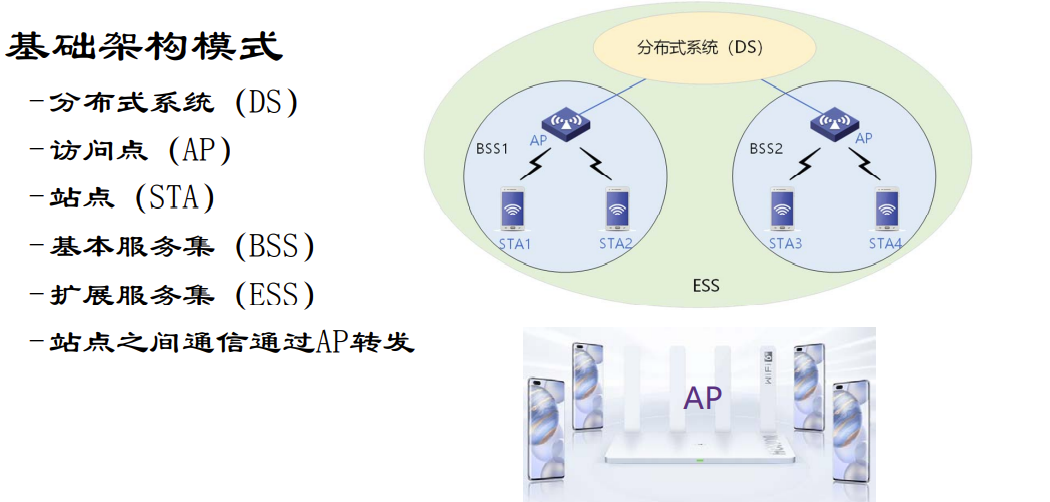 基础架构模式
-分布式系统（DS）
-访问点（AP）
-站点（STA）
-基本服务集（BSS）
-扩展服务集（ESS）
-站点之间通信通过AP转发
分布式系统（DS）
BSS1
AP
STA1
STA2
BSS2
AP
STA3
STA4
ESS
AP
WiFi 6+
HUAWEI